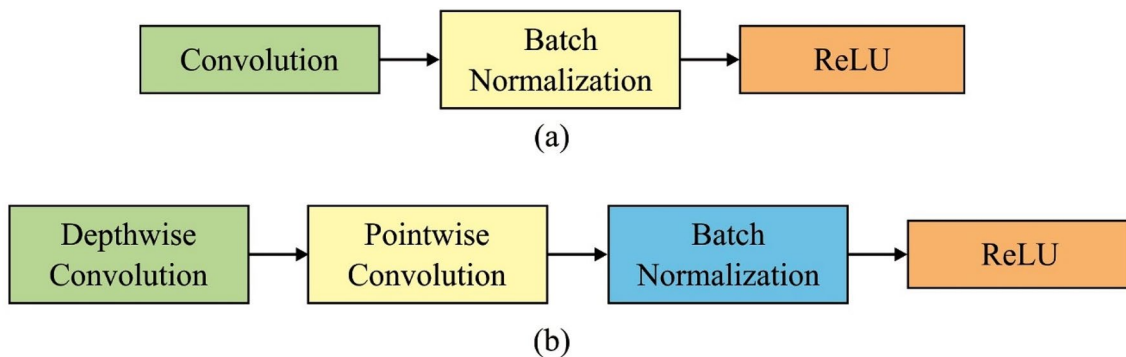 Convolution
Batch
Normalization
ReLU
(a)
Depthwise
Convolution
Pointwise
Convolution
Batch
Normalization
ReLU
(b)